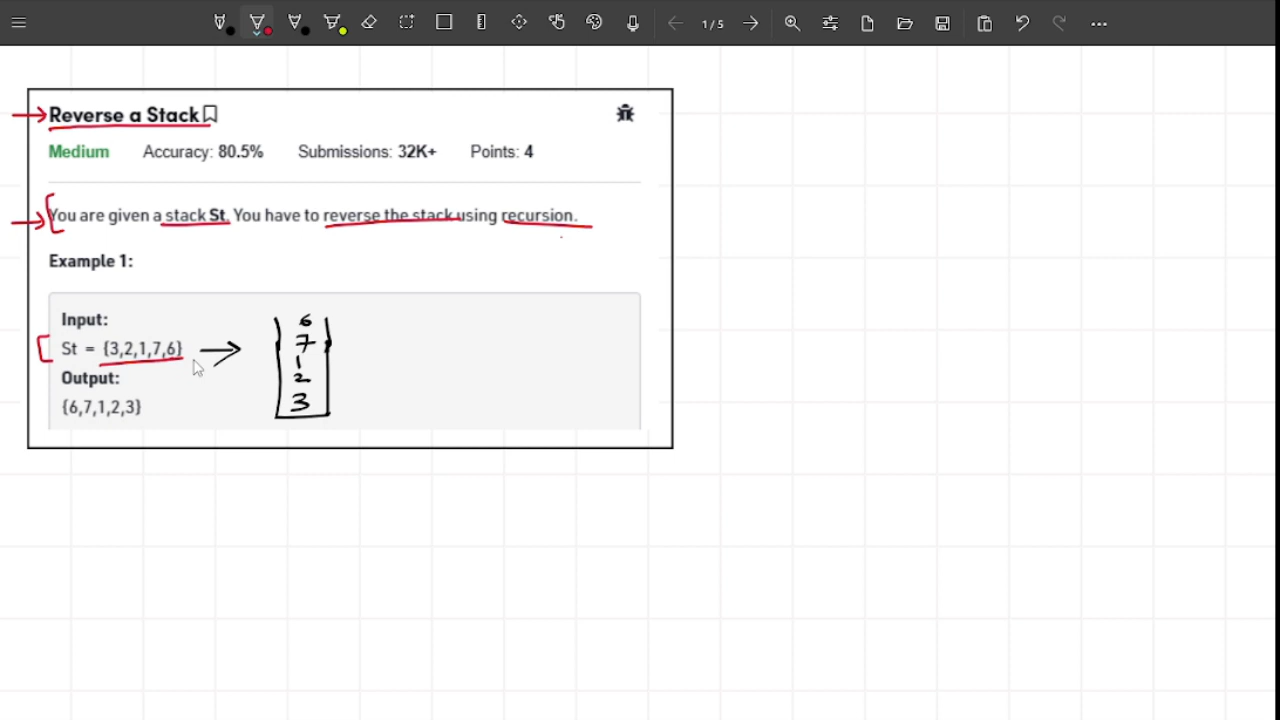 1 / 5
Reverse a Stack
Medium Accuracy: 80.5% Submissions: 32K+ Points: 4
You are given a stack St. You have to reverse the stack using recursion.
Example 1:
Input:
St = {3,2,1,7,6}
Output:
{6,7,1,2,3}
6
7
1
2
3